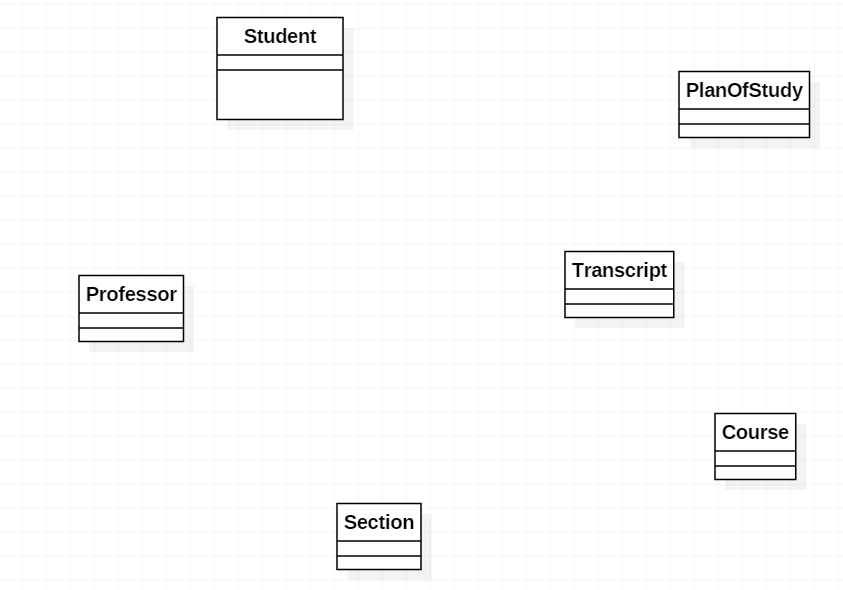 Student
PlanOfStudy
Transcript
Professor
Course
Section